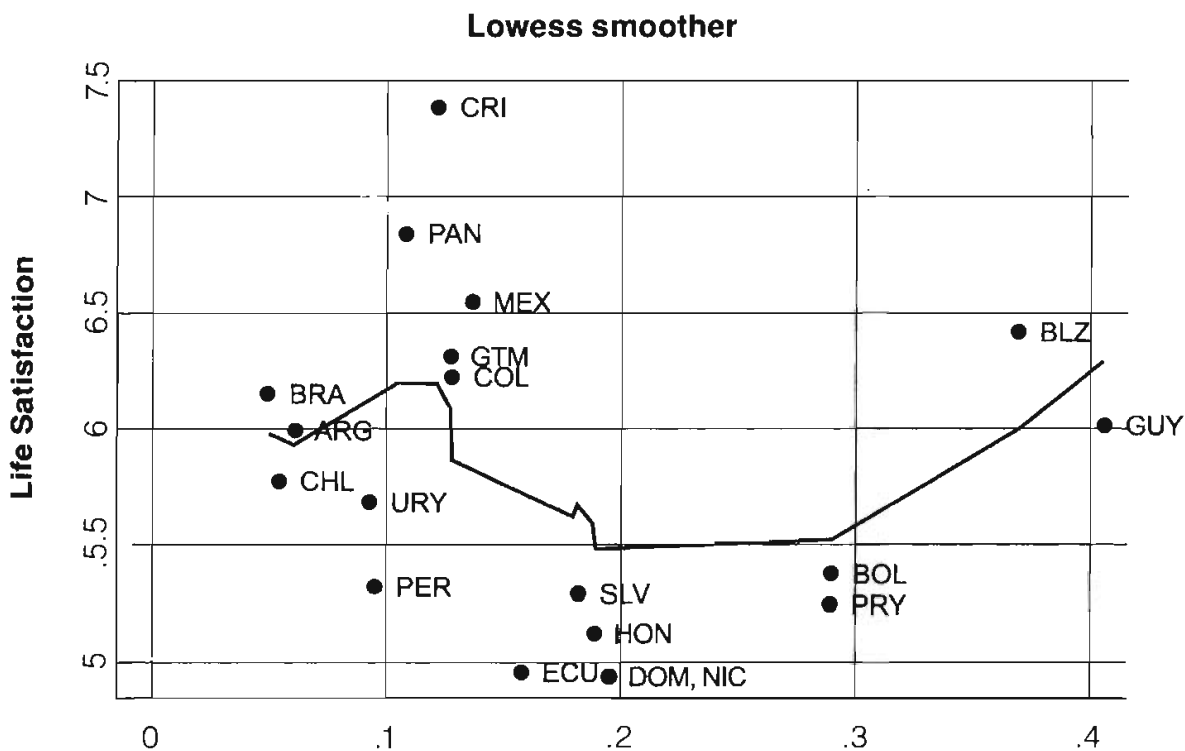 Lowess smoother
7.5
CRI
7
PAN
6.5
MEX
BLZ
GTM
COL
BRA
6
ARG
GUY
CHL
URY
5.5
BOL
PER
SLV
PRY
HON
5
ECU
DOM, NIC
Life Satisfaction
0
.1
.2
.3
.4